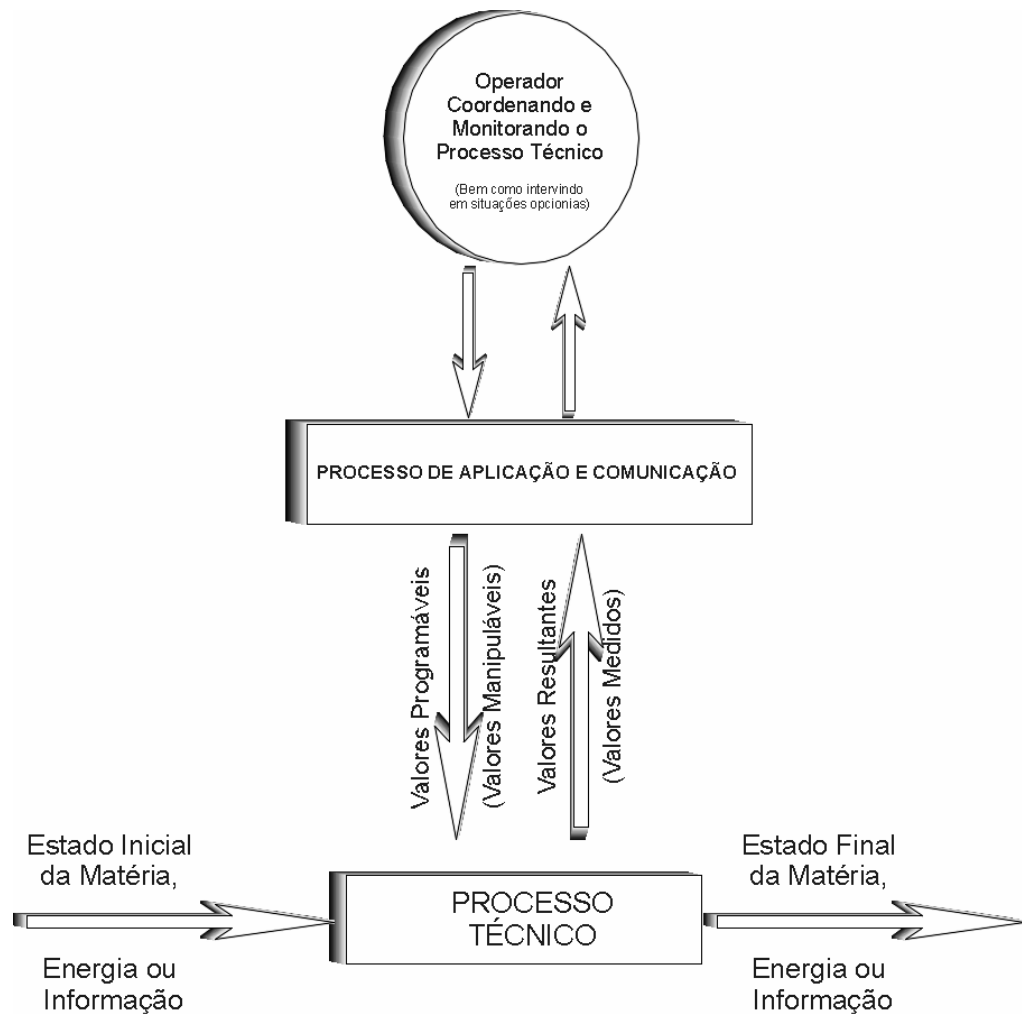 Operador
Coordenando e
Monitorando o
Processo Técnico
(Bem como intervindo
em situações opcionias)
PROCESSO DE APLICAÇÃO E COMUNICAÇÃO
Valores Programáveis
(Valores Manipuláveis)
Valores Resultantes
(Valores Medidos)
Estado Inicial
da Matéria,
Energia ou
Informação
PROCESSO
TÉCNICO
Estado Final
da Matéria,
Energia ou
Informação